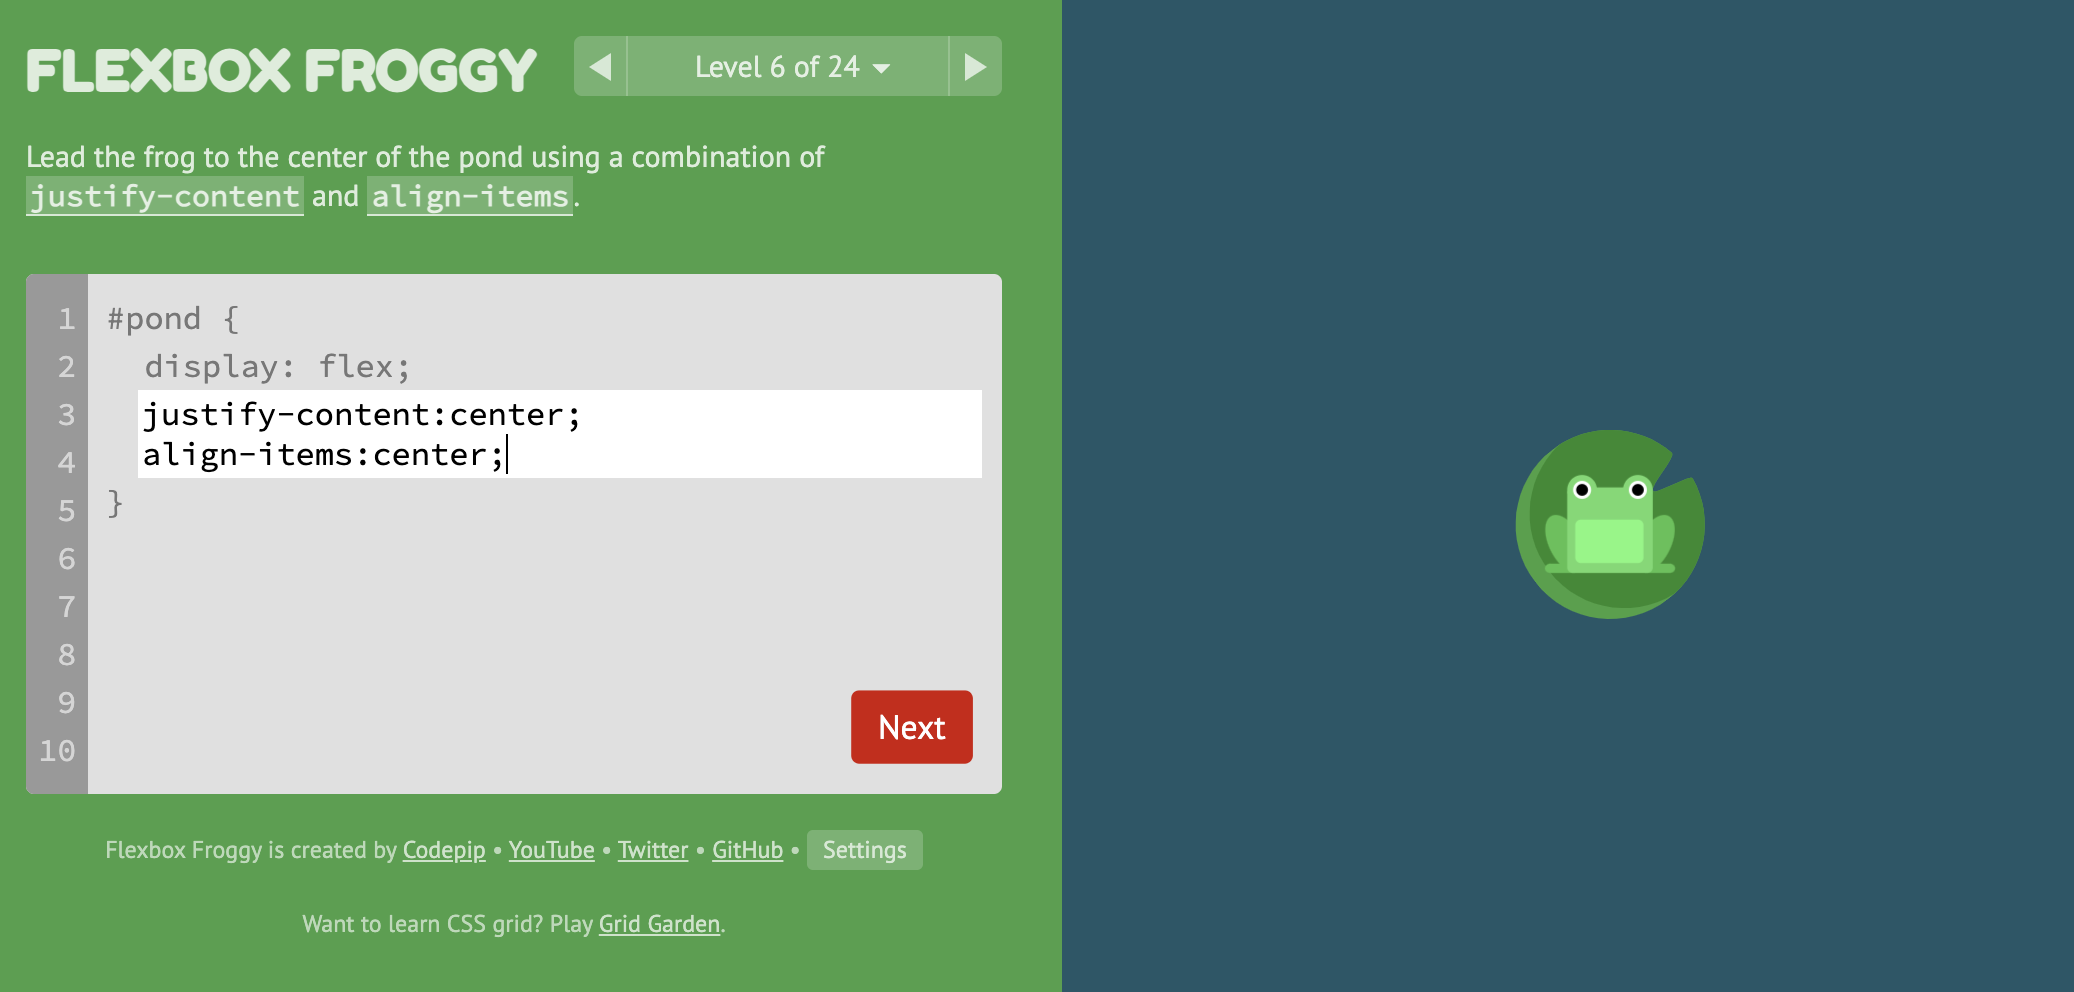 FLEXBOX FROGGY
Level 6 of 24
Lead the frog to the center of the pond using a combination of
justify-content and align-items.
1 #pond {
2 display: flex;
3 justify-content:center;
4 align-items:center;
5 }
6
7
8
9
10
Next
Flexbox Froggy is created by Codepip • YouTube • Twitter • GitHub • Settings
Want to learn CSS grid? Play Grid Garden.